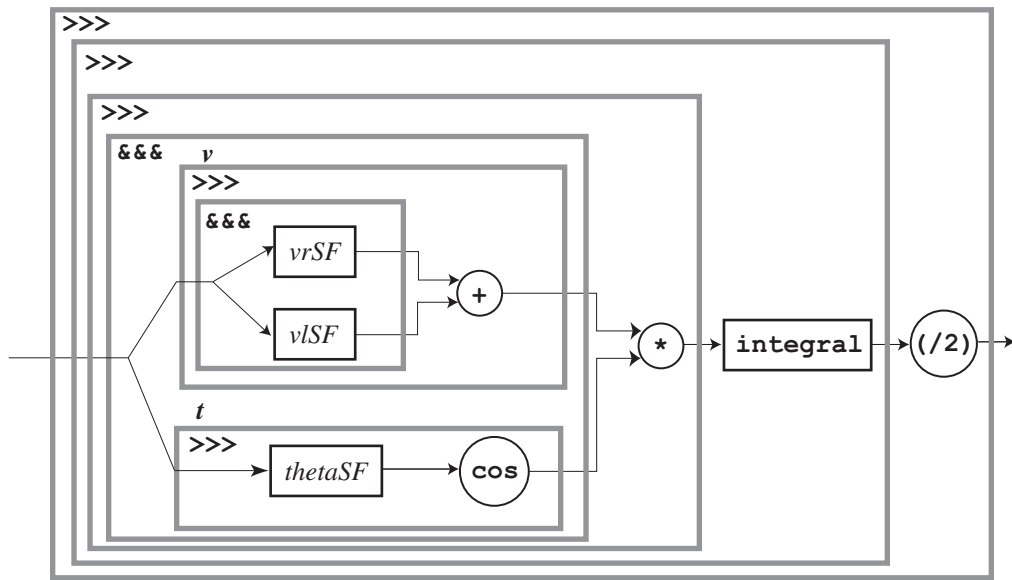 >>>
>>>
>>>
&&&
v
>>>
&&&
vrSF
+
vlSF
*
integral
(/2)
t
>>>
thetaSF
cos